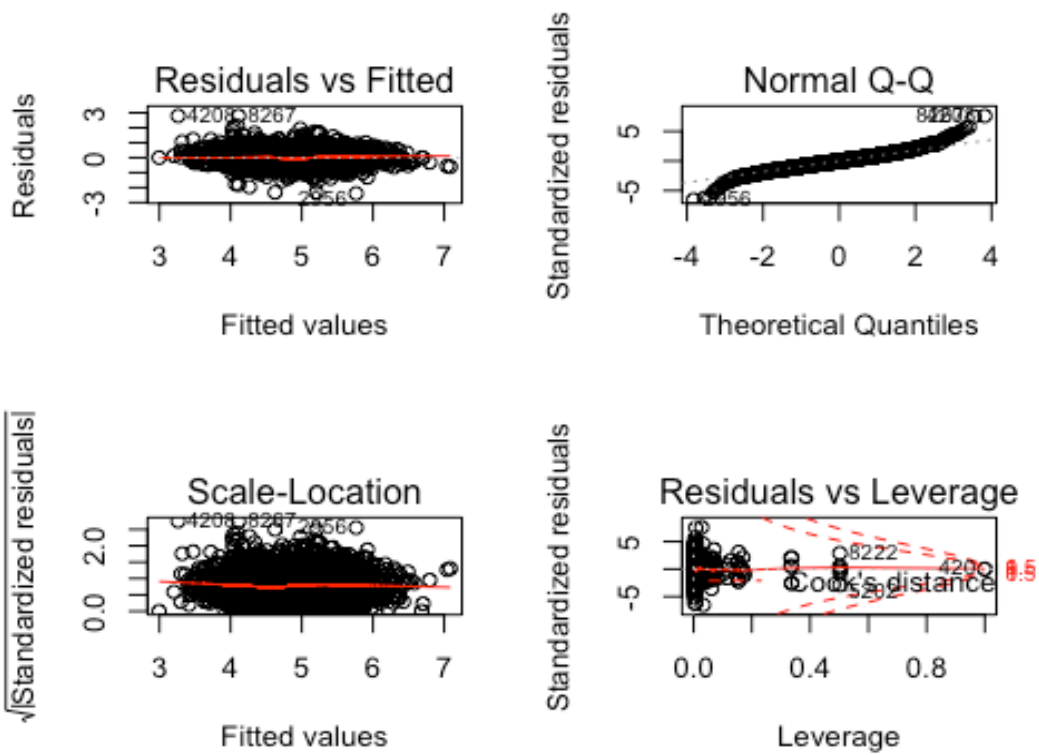 Residuals vs Fitted
Residuals
3
0
-3
4208
8267
2956
3 4 5 6 7
Fitted values
Normal Q-Q
Standardized residuals
5
-5
-4 -2 0 2 4
Theoretical Quantiles
Scale-Location
√|Standardized residuals|
2.0
0.0
4208
8267
2956
3 4 5 6 7
Fitted values
Residuals vs Leverage
Standardized residuals
5
-5
8222
Cook's distance
5202
0.0 0.4 0.8
Leverage